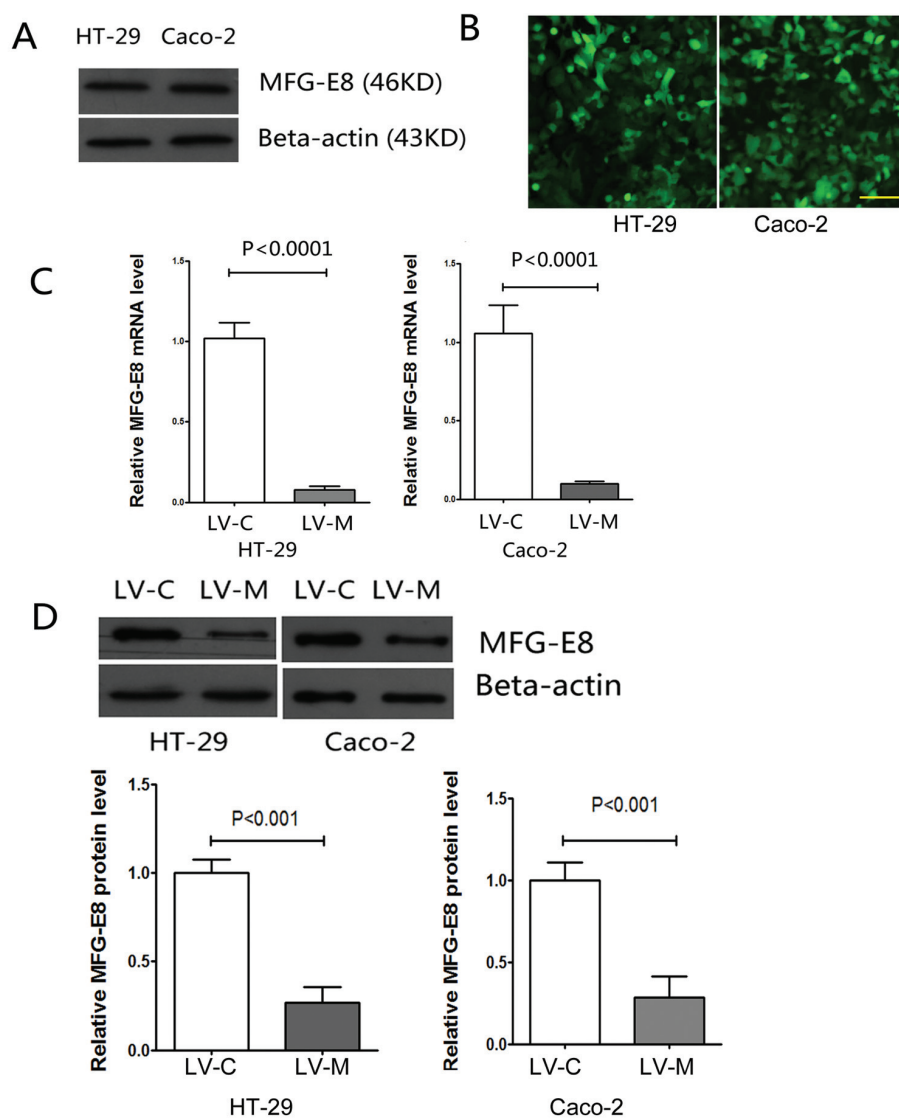 A
HT-29 Caco-2
MFG-E8 (46KD)
Beta-actin (43KD)
B
HT-29 Caco-2
C
Relative MFG-E8 mRNA level
1.5
1.0
0.5
0.0
P<0.0001
LV-C LV-M
HT-29
Relative MFG-E8 mRNA level
1.5
1.0
0.5
0.0
P<0.0001
LV-C LV-M
Caco-2
D
LV-C LV-M LV-C LV-M
MFG-E8
Beta-actin
HT-29 Caco-2
Relative MFG-E8 protein level
1.5
1.0
0.5
0.0
P<0.001
LV-C LV-M
HT-29
Relative MFG-E8 protein level
1.5
1.0
0.5
0.0
P<0.001
LV-C LV-M
Caco-2